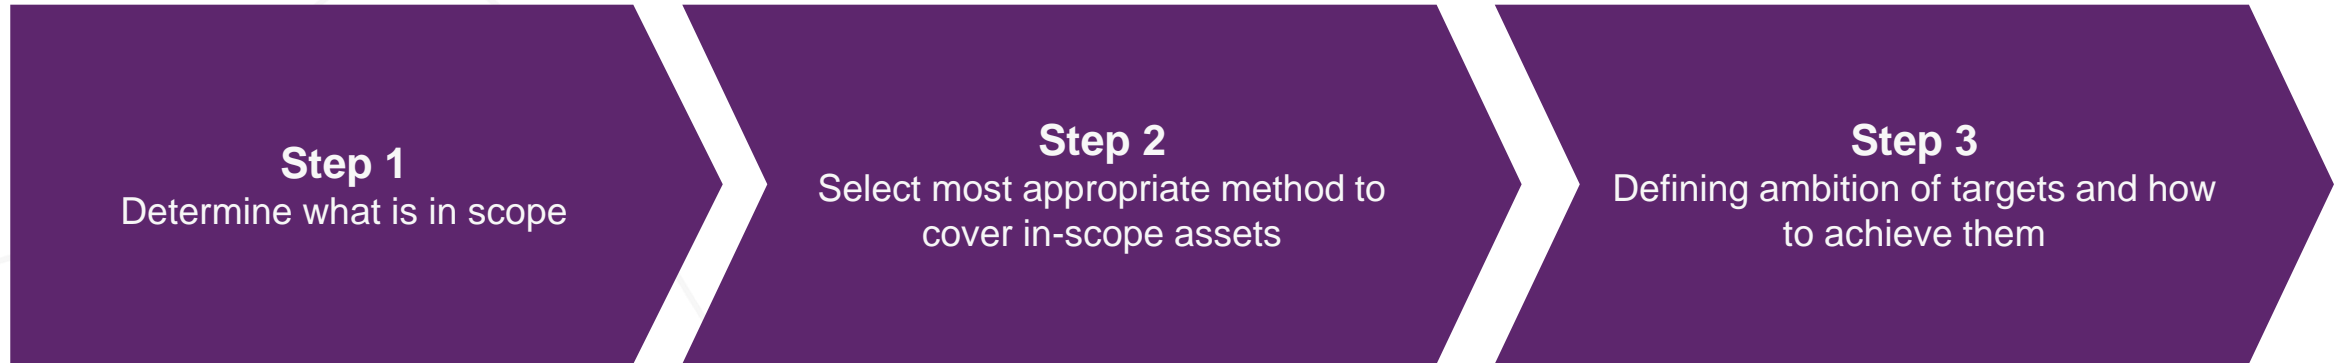 Step 1
Determine what is in scope
Step 2
Select most appropriate method to
cover in-scope assets
Step 3
Defining ambition of targets and how
to achieve them